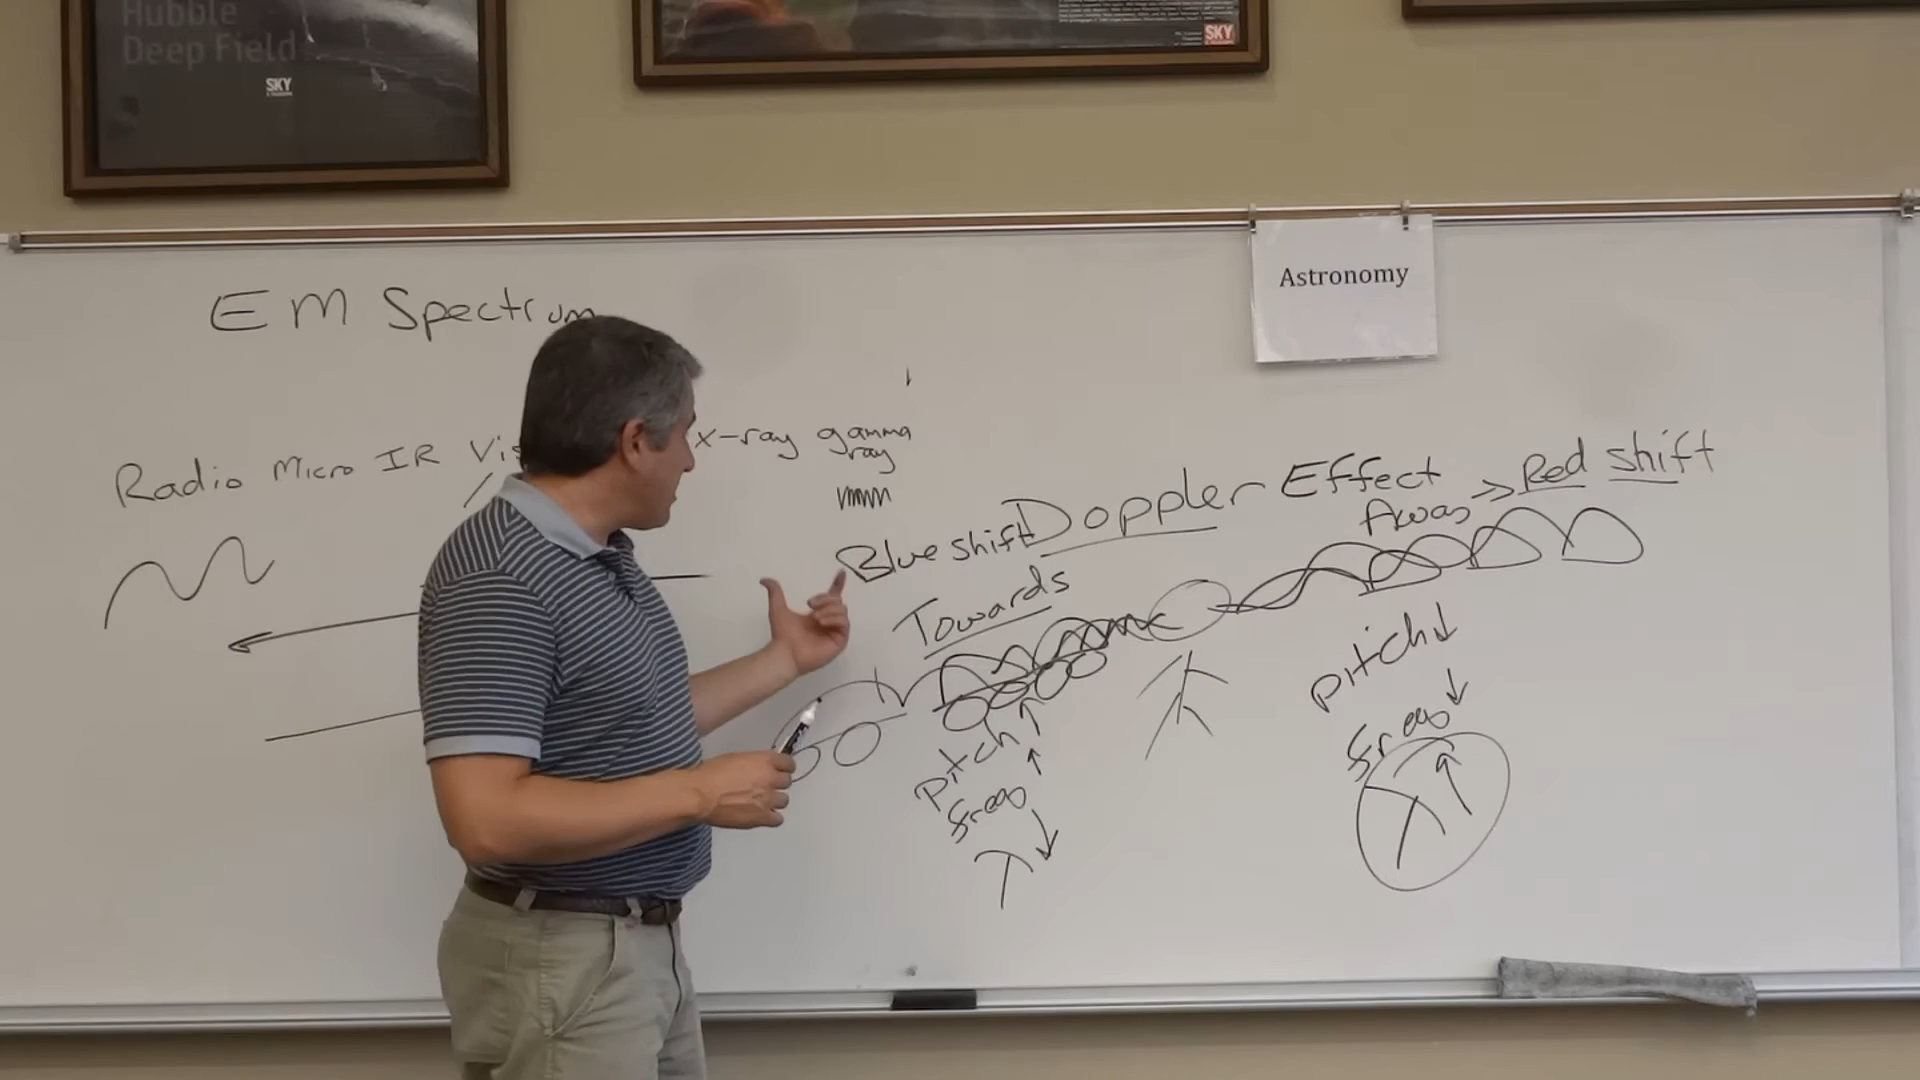 Hubble
Deep Field
SKY
SKY
Astronomy
EM Spectrum
Radio Micro IR Vis
x-ray gamma
ray
Doppler Effect
Blue shift
Towards
Away → Red shift
pitch ↑
freq ↑
λ ↓
pitch ↓
freq ↓
λ ↑